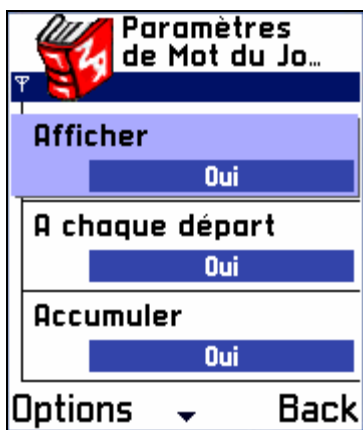 Paramètres
de Mot du Jo...
Afficher
Oui
A chaque départ
Oui
Accumuler
Oui
Options Back